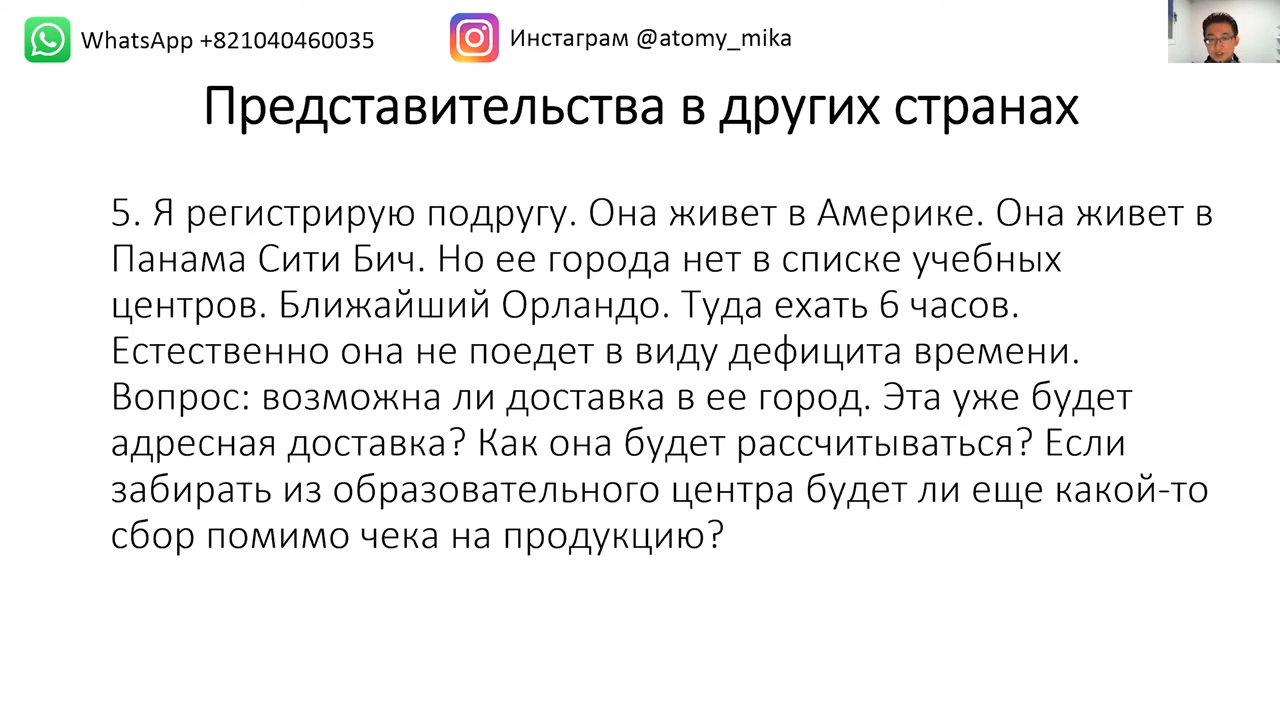 WhatsApp +821040460035
Инстаграм @atomy_mika
Представительства в других странах
5. Я регистрирую подругу. Она живет в Америке. Она живет в
Панама Сити Бич. Но ее города нет в списке учебных
центров. Ближайший Орландо. Туда ехать 6 часов.
Естественно она не поедет в виду дефицита времени.
Вопрос: возможна ли доставка в ее город. Эта уже будет
адресная доставка? Как она будет рассчитываться? Если
забирать из образовательного центра будет ли еще какой-то
сбор помимо чека на продукцию?